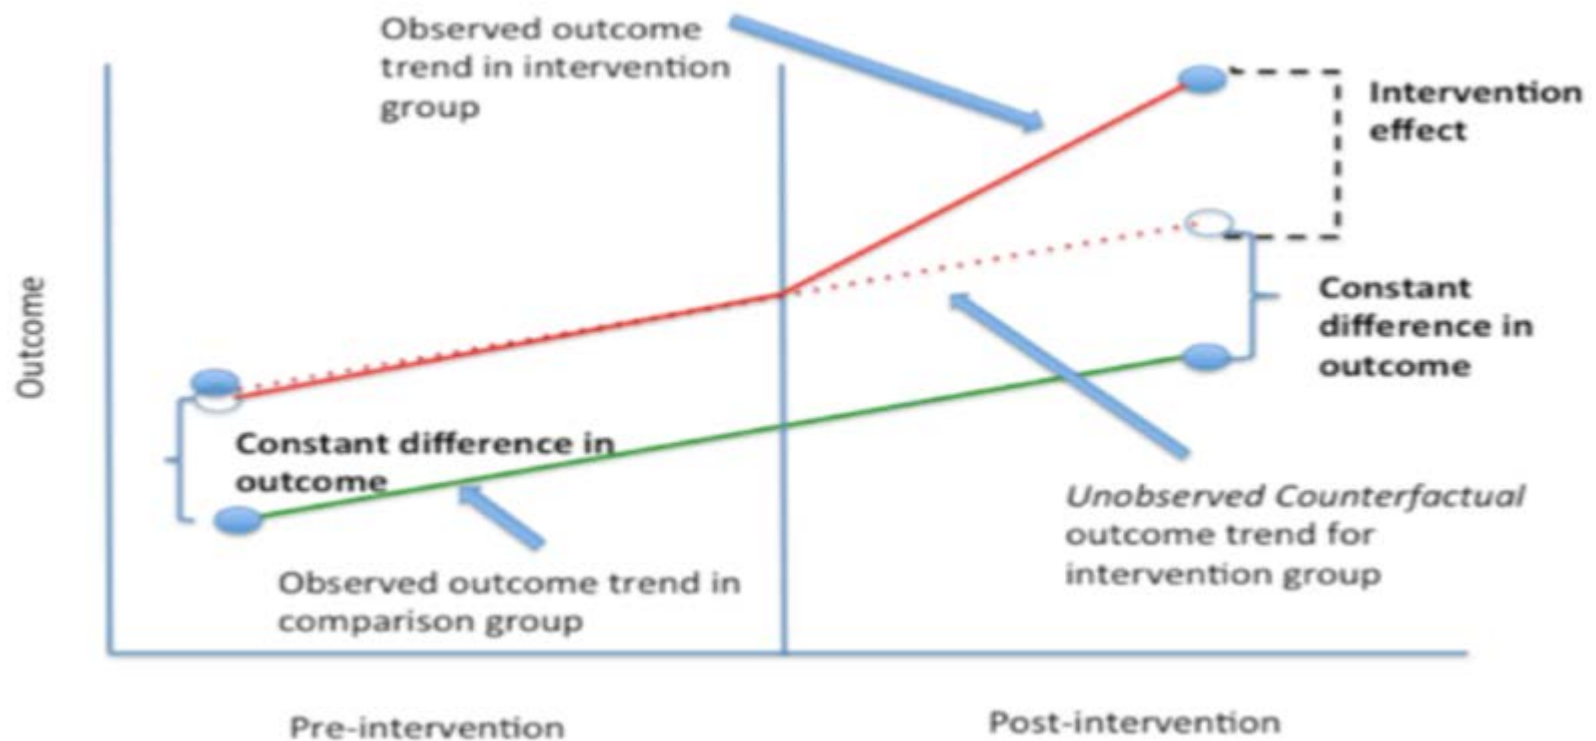 Observed outcome
trend in intervention
group
Intervention
effect
Outcome
Constant
difference in
outcome
Constant difference in
outcome
Unobserved Counterfactual
outcome trend for
intervention group
Observed outcome trend in
comparison group
Pre-intervention
Post-intervention